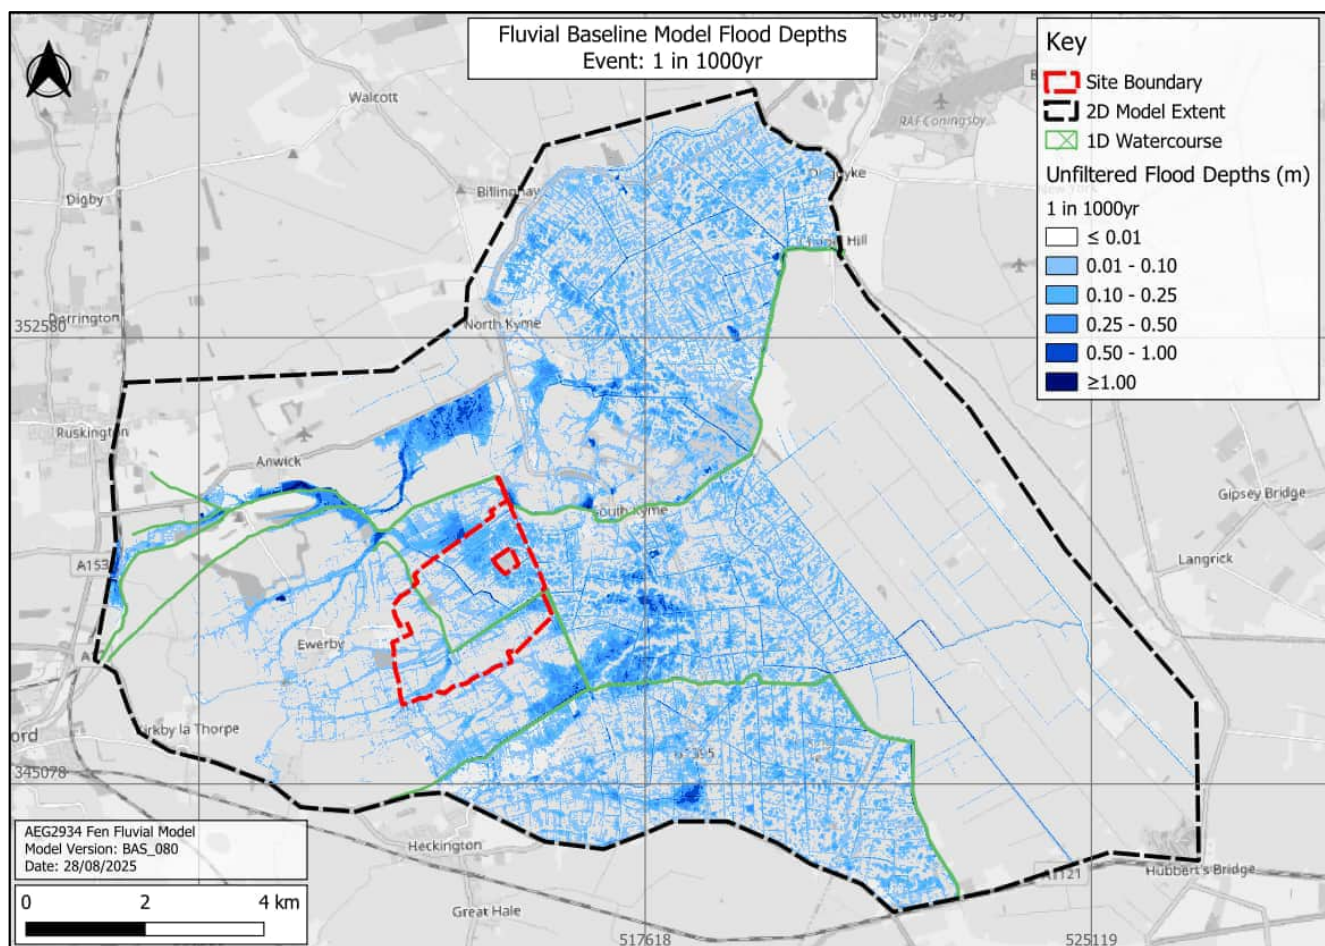 Fluvial Baseline Model Flood Depths
Event: 1 in 1000yr
Key
Site Boundary
2D Model Extent
1D Watercourse
Unfiltered Flood Depths (m)
1 in 1000yr
≤ 0.01
0.01 - 0.10
0.10 - 0.25
0.25 - 0.50
0.50 - 1.00
≥1.00
Coningsby
Walcott
RAF Coningsby
Digby
Billinghay
352580
North Kyme
Ruskington
Anwick
South Kyme
Gipsey Bridge
Langrick
A153
Ewerby
Kirkby la Thorpe
345078
Heckington
Great Hale
A1121
Hubbert's Bridge
517618
525119
AEG2934 Fen Fluvial Model
Model Version: BAS_080
Date: 28/08/2025
0 2 4 km